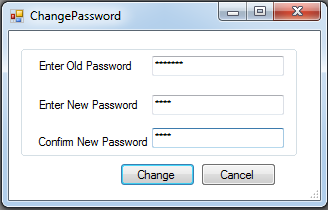 ChangePassword
Enter Old Password *******
Enter New Password ****
Confirm New Password ****
Change Cancel